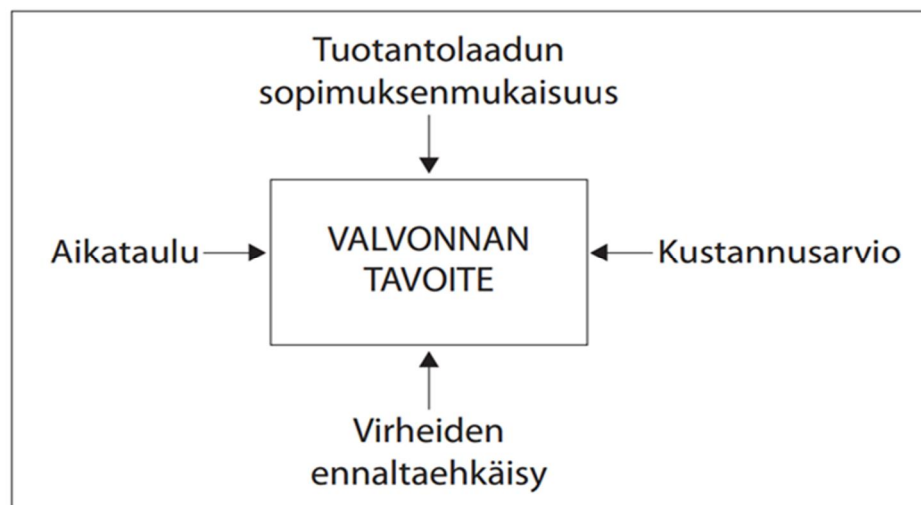 Tuotantolaadun
sopimuksenmukaisuus
Aikataulu
VALVONNAN
TAVOITE
Kustannusarvio
Virheiden
ennaltaehkäisy